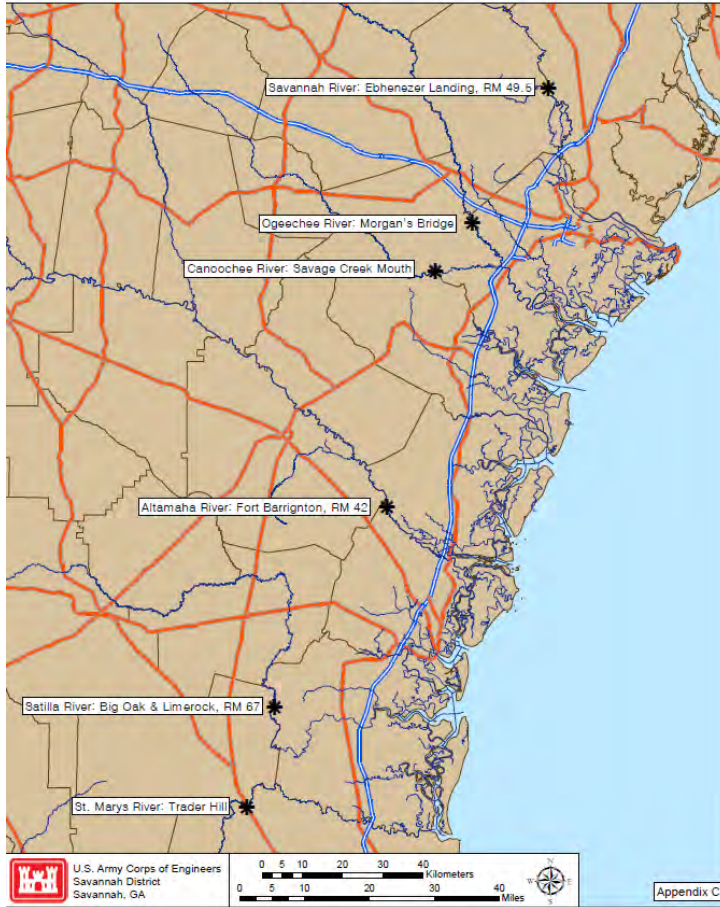 Savannah River: Ebhenezer Landing, RM 49.5
Ogeechee River: Morgan's Bridge
Canoochee River: Savage Creek Mouth
Altamaha River: Fort Barrignton, RM 42
Satilla River: Big Oak & Limerock, RM 67
St. Marys River: Trader Hill
U.S. Army Corps of Engineers
Savannah District
Savannah, GA
0 5 10 20 30 40
Kilometers
0 5 10 20 30 40
Miles
N
W E
S
Appendix C